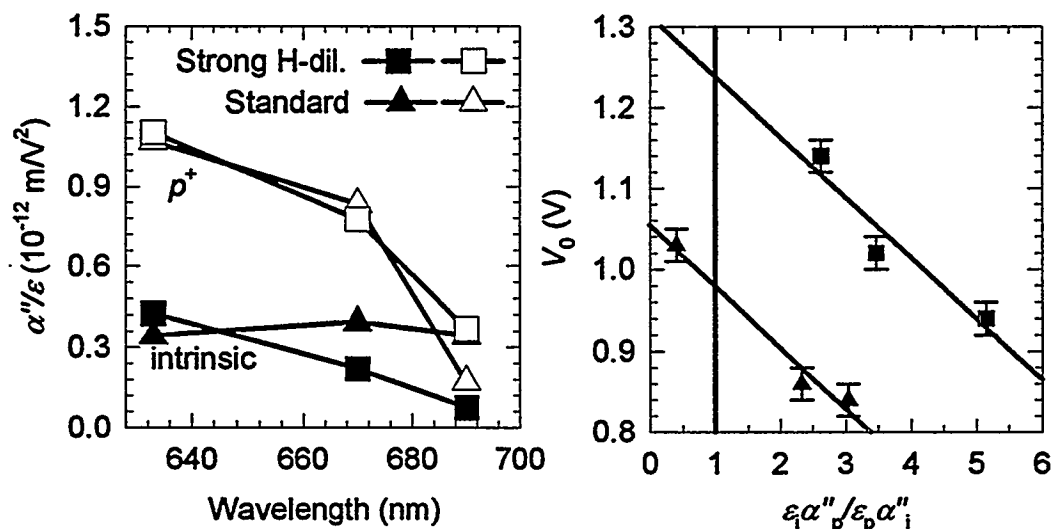 1.5
1.2
0.9
0.6
0.3
0.0
α''/ε (10⁻¹² m/V²)
Strong H-dil.
Standard
p⁺
intrinsic
640 660 680 700
Wavelength (nm)
1.3
1.2
1.1
1.0
0.9
0.8
V₀ (V)
0 1 2 3 4 5 6
εᵢα''ₚ/εₚα''ᵢ